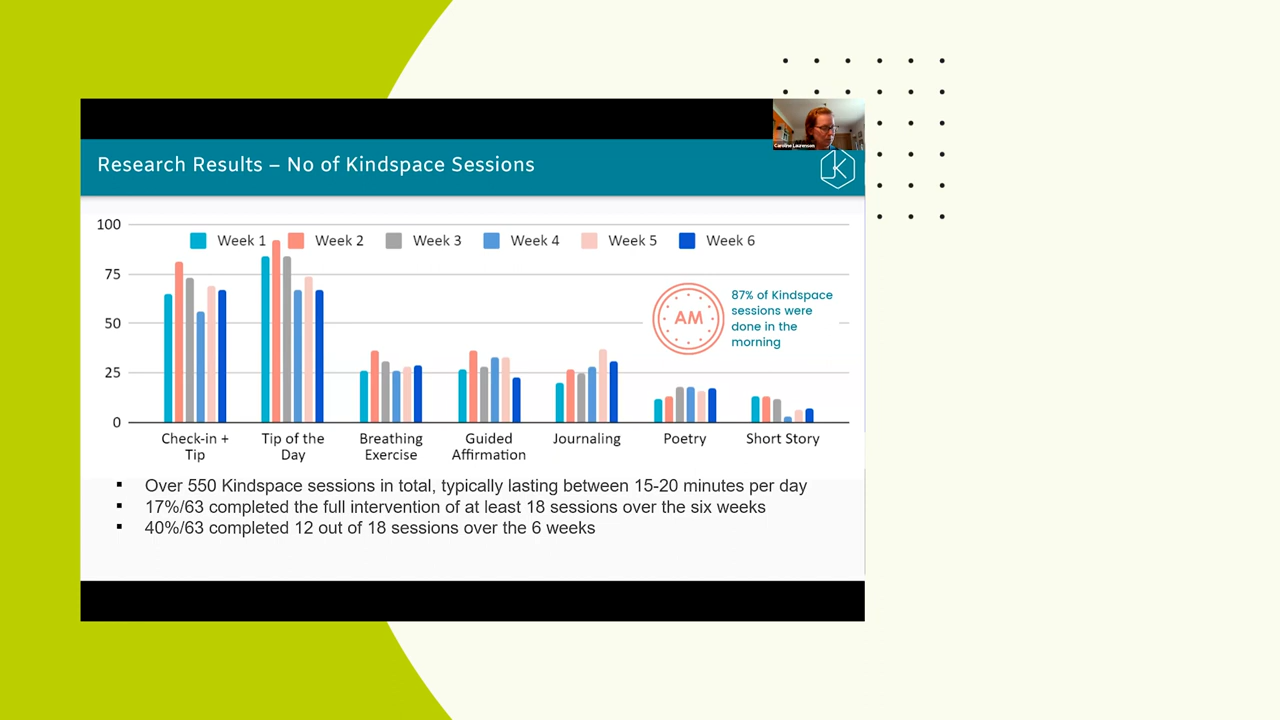 Caroline Laurenson
Research Results – No of Kindspace Sessions
JK
100
75
50
25
0
Week 1
Week 2
Week 3
Week 4
Week 5
Week 6
AM
87% of Kindspace
sessions were
done in the
morning
Check-in +
Tip
Tip of the
Day
Breathing
Exercise
Guided
Affirmation
Journaling
Poetry
Short Story
▪ Over 550 Kindspace sessions in total, typically lasting between 15-20 minutes per day
▪ 17%/63 completed the full intervention of at least 18 sessions over the six weeks
▪ 40%/63 completed 12 out of 18 sessions over the 6 weeks